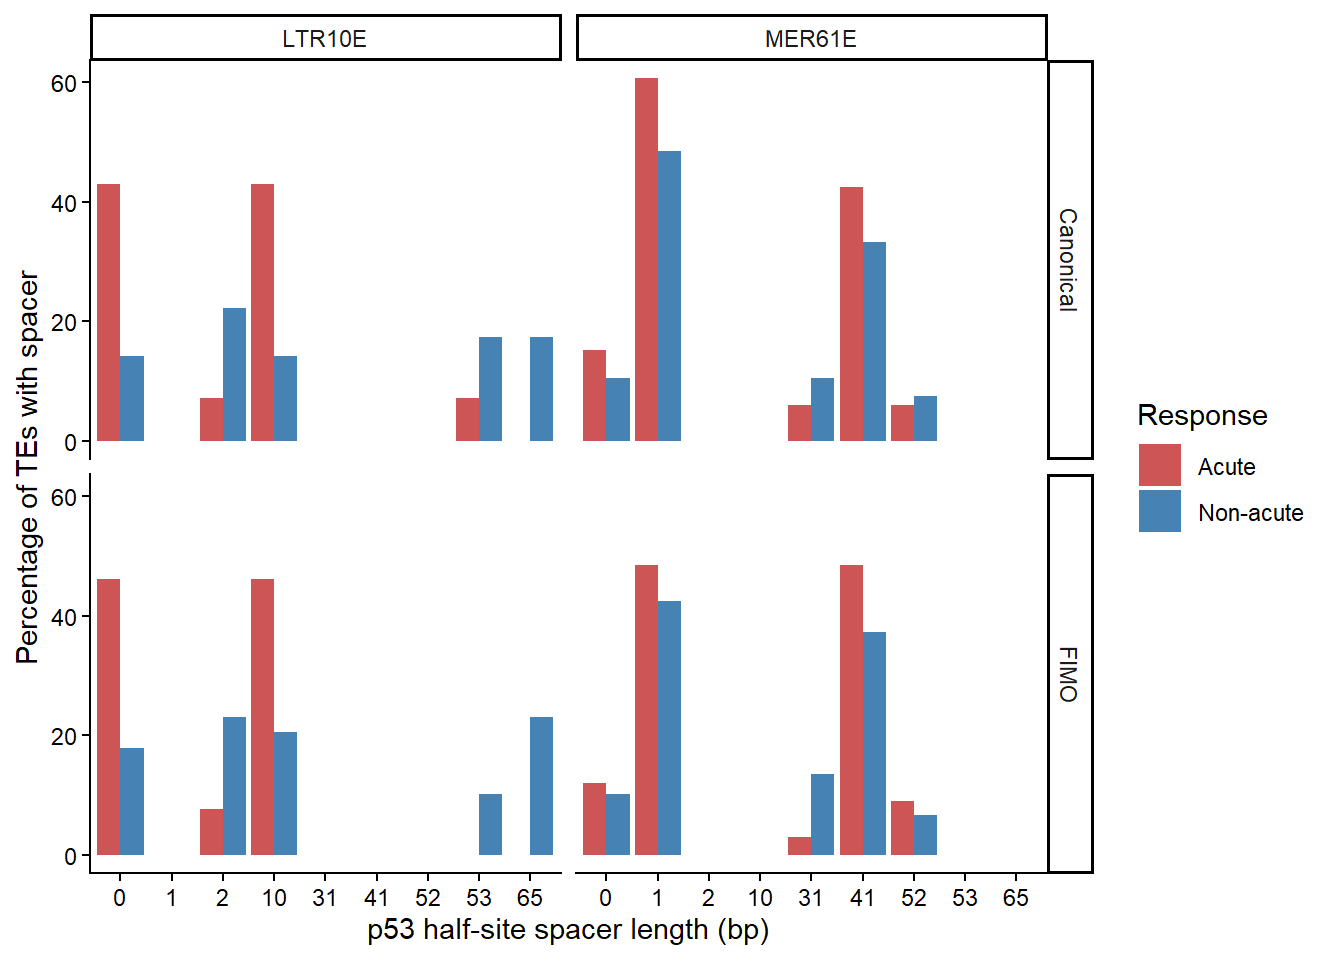 LTR10E
MER61E
Canonical
FIMO
Percentage of TEs with spacer
60
40
20
0
60
40
20
0
0 1 2 10 31 41 52 53 65
0 1 2 10 31 41 52 53 65
p53 half-site spacer length (bp)
Response
Acute
Non-acute